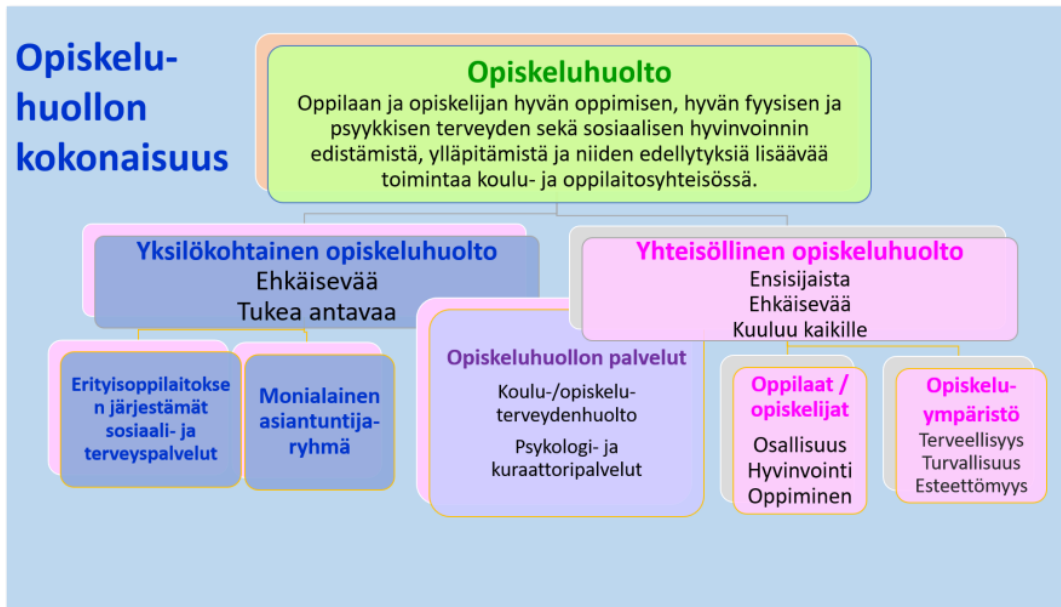 Opiskelu-
huollon
kokonaisuus
Opiskeluhuolto
Oppilaan ja opiskelijan hyvän oppimisen, hyvän fyysisen ja
psyykkisen terveyden sekä sosiaalisen hyvinvoinnin
edistämistä, ylläpitämistä ja niiden edellytyksiä lisäävää
toimintaa koulu- ja oppilaitosyhteisössä.
Yksilökohtainen opiskeluhuolto
Ehkäisevää
Tukea antavaa
Yhteisöllinen opiskeluhuolto
Ensisijaista
Ehkäisevää
Kuuluu kaikille
Erityisoppilaitokse
n järjestämät
sosiaali- ja
terveyspalvelut
Monialainen
asiantuntija-
ryhmä
Opiskeluhuollon palvelut
Koulu-/opiskelu-
terveydenhuolto
Psykologi- ja
kuraattoripalvelut
Oppilaat /
opiskelijat
Osallisuus
Hyvinvointi
Oppiminen
Opiskelu-
ympäristö
Terveellisyys
Turvallisuus
Esteettömyys